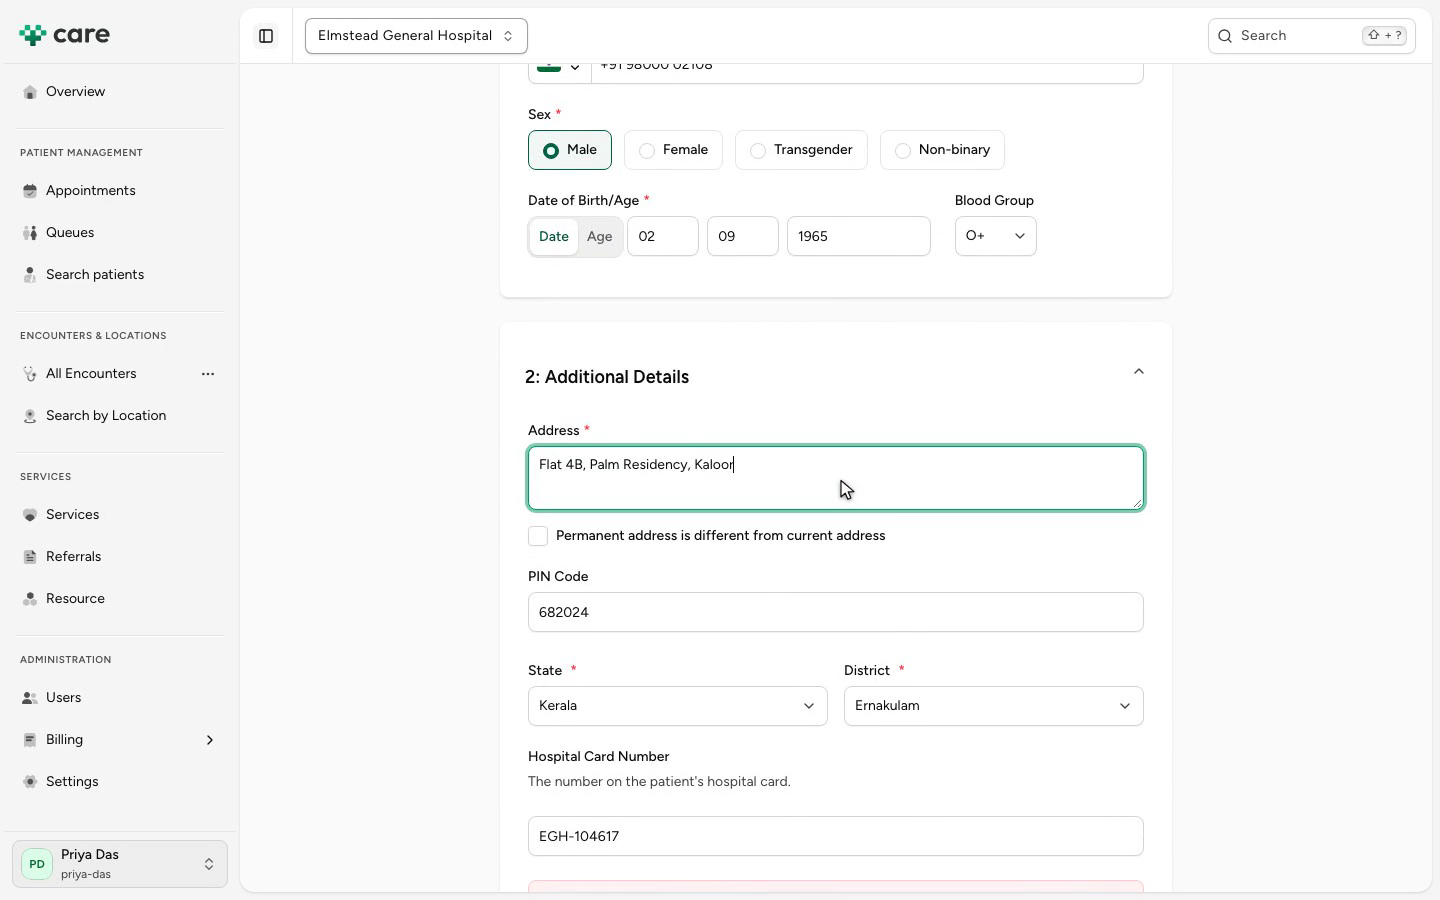 care
Elmstead General Hospital
Search
+ ?
Overview
PATIENT MANAGEMENT
Appointments
Queues
Search patients
ENCOUNTERS & LOCATIONS
All Encounters
Search by Location
SERVICES
Services
Referrals
Resource
ADMINISTRATION
Users
Billing
Settings
PD
Priya Das
priya-das
+91 98000 02108
Sex *
Male Female Transgender Non-binary
Date of Birth/Age * Blood Group
Date Age 02 09 1965 O+
2: Additional Details
Address *
Flat 4B, Palm Residency, Kaloor
Permanent address is different from current address
PIN Code
682024
State * District *
Kerala Ernakulam
Hospital Card Number
The number on the patient's hospital card.
EGH-104617